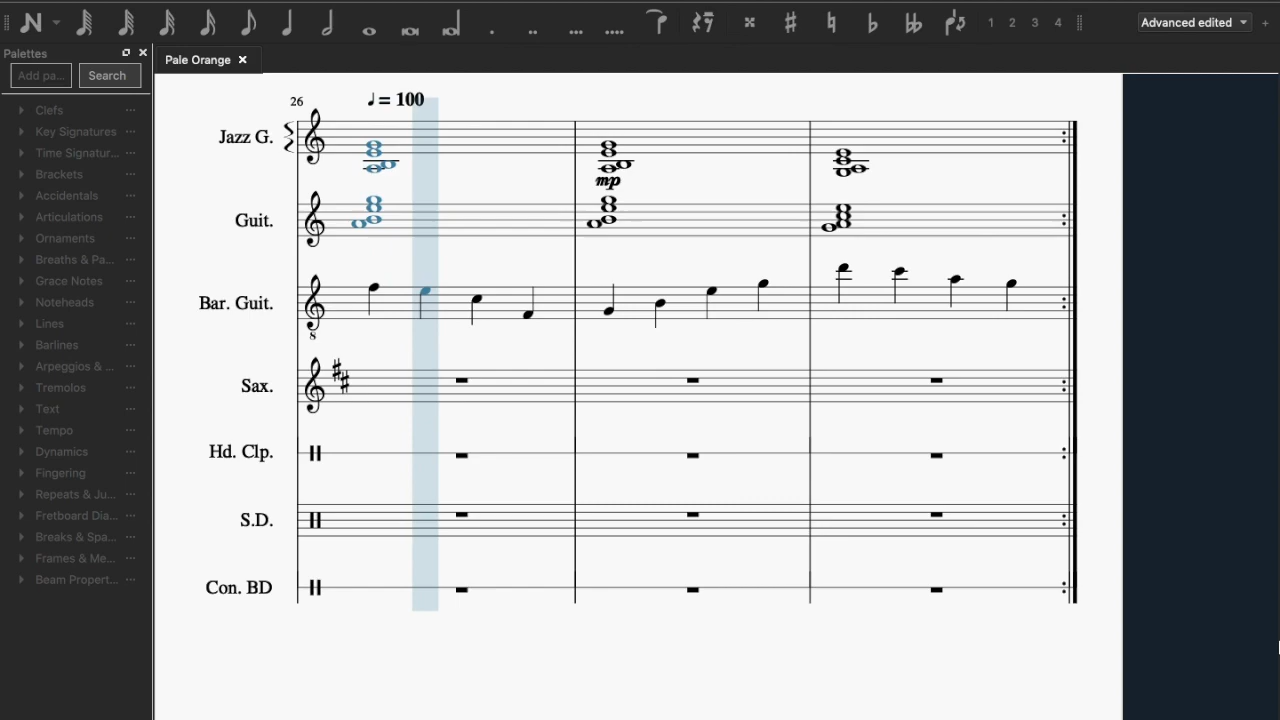 1 2 3 4
Advanced edited
Palettes
Add pa...
Search
Pale Orange
Clefs
Key Signatures
Time Signatur...
Brackets
Accidentals
Articulations
Ornaments
Breaths & Pa...
Grace Notes
Noteheads
Lines
Barlines
Arpeggios & ...
Tremolos
Text
Tempo
Dynamics
Fingering
Repeats & Ju...
Fretboard Dia...
Breaks & Spa...
Frames & Me...
Beam Propert...
26
♩ = 100
Jazz G.
mp
Guit.
Bar. Guit.
8
Sax.
Hd. Clp.
S.D.
Con. BD